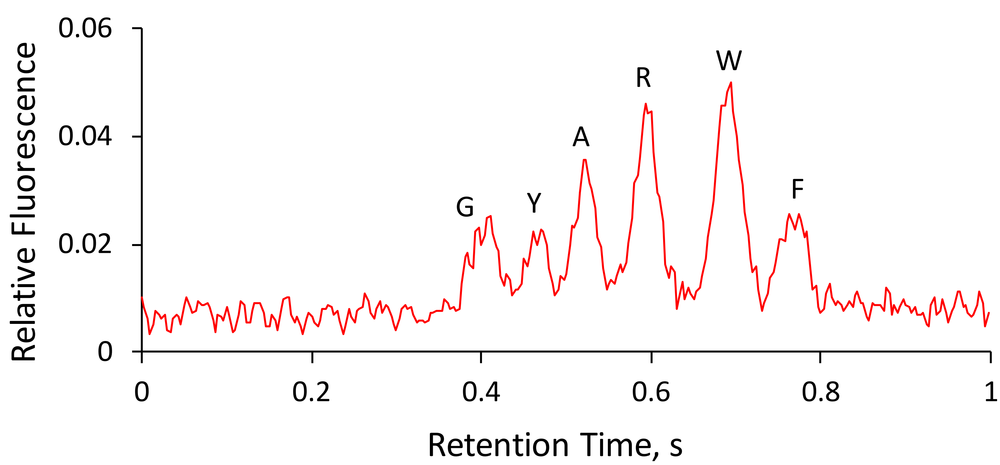 Relative Fluorescence
0.06
0.04
0.02
0
G
Y
A
R
W
F
0
0.2
0.4
0.6
0.8
1
Retention Time, s